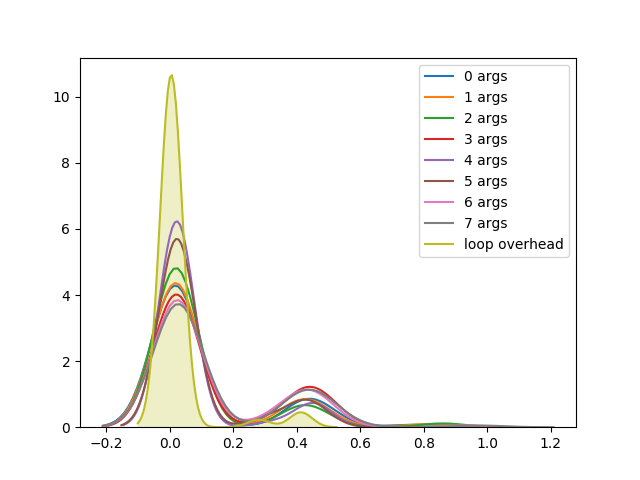 0 args
1 args
2 args
3 args
4 args
5 args
6 args
7 args
loop overhead
10
8
6
4
2
0
−0.2 0.0 0.2 0.4 0.6 0.8 1.0 1.2